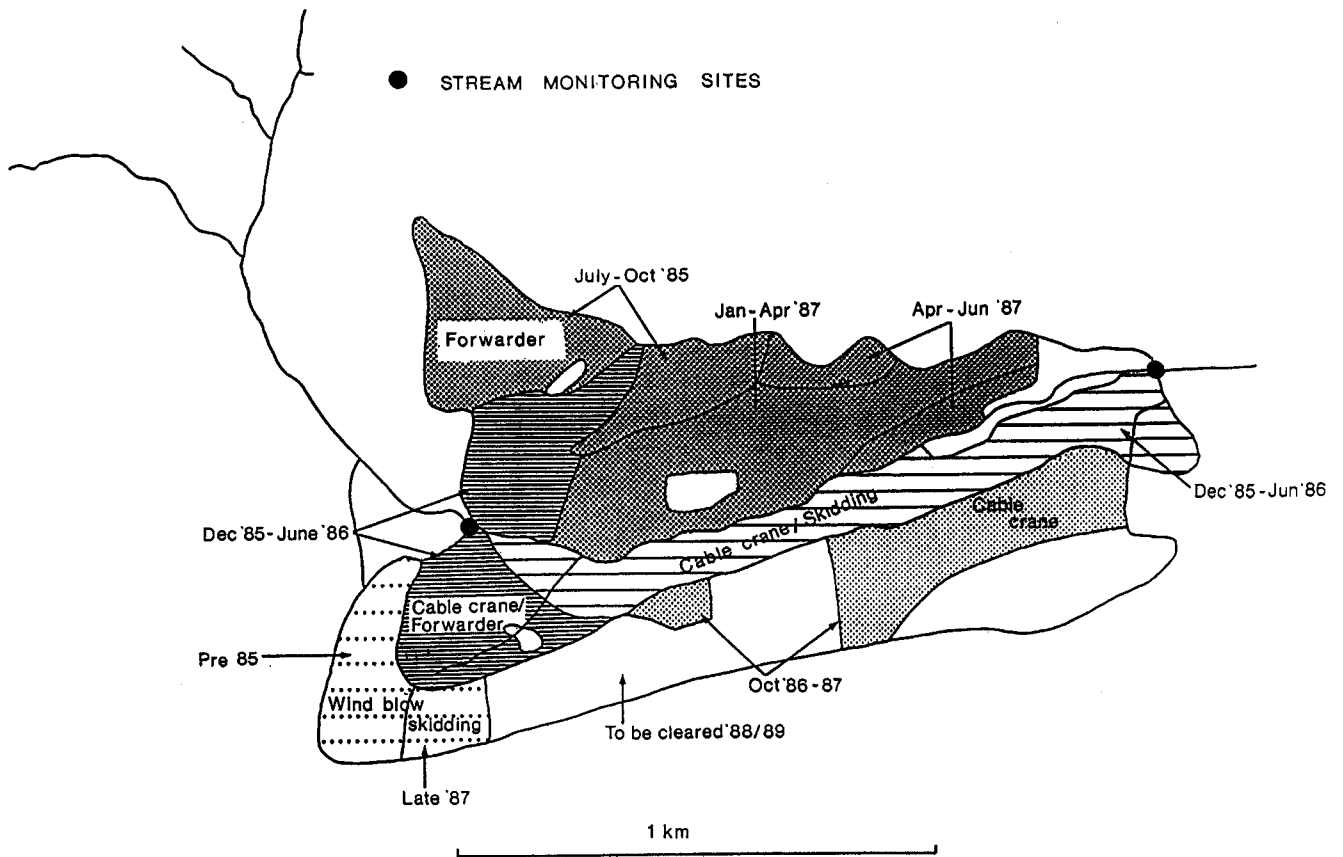 STREAM MONITORING SITES
July-Oct '85
Jan-Apr '87
Apr-Jun '87
Forwarder
Dec '85-Jun '86
Cable crane
Cable crane / Skidding
Dec '85-June '86
Cable crane/
Forwarder
Pre 85
Oct '86-87
Wind blow
skidding
To be cleared '88/89
Late '87
1 km